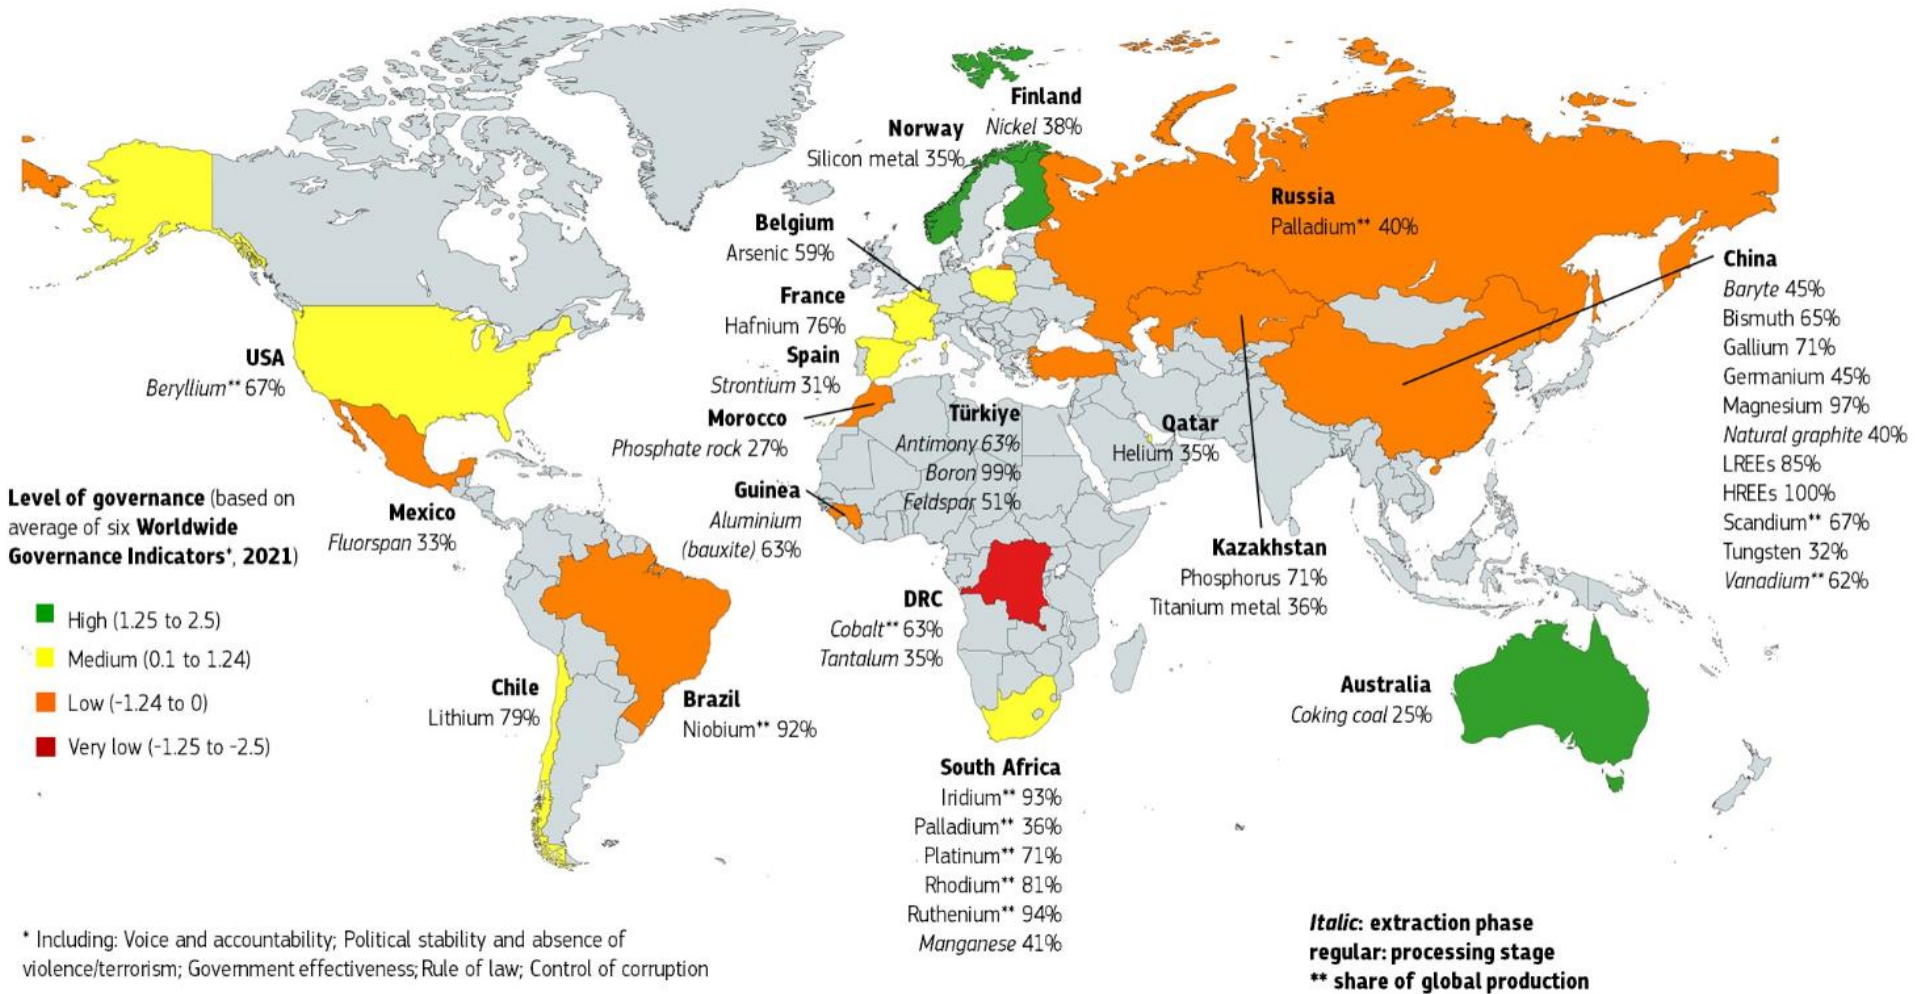 Finland
Nickel 38%
Norway
Silicon metal 35%
Belgium
Arsenic 59%
France
Hafnium 76%
Spain
Strontium 31%
Morocco
Phosphate rock 27%
Guinea
Aluminium
(bauxite) 63%
Türkiye
Antimony 63%
Boron 99%
Feldspar 51%
Qatar
Helium 35%
Russia
Palladium** 40%
China
Baryte 45%
Bismuth 65%
Gallium 71%
Germanium 45%
Magnesium 97%
Natural graphite 40%
LREEs 85%
HREEs 100%
Scandium** 67%
Tungsten 32%
Vanadium** 62%
USA
Beryllium** 67%
Mexico
Fluorspan 33%
Level of governance (based on
average of six Worldwide
Governance Indicators*, 2021)
High (1.25 to 2.5)
Medium (0.1 to 1.24)
Low (-1.24 to 0)
Very low (-1.25 to -2.5)
Chile
Lithium 79%
Brazil
Niobium** 92%
DRC
Cobalt** 63%
Tantalum 35%
Kazakhstan
Phosphorus 71%
Titanium metal 36%
Australia
Coking coal 25%
South Africa
Iridium** 93%
Palladium** 36%
Platinum** 71%
Rhodium** 81%
Ruthenium** 94%
Manganese 41%
* Including: Voice and accountability; Political stability and absence of
violence/terrorism; Government effectiveness; Rule of law; Control of corruption
Italic: extraction phase
regular: processing stage
** share of global production